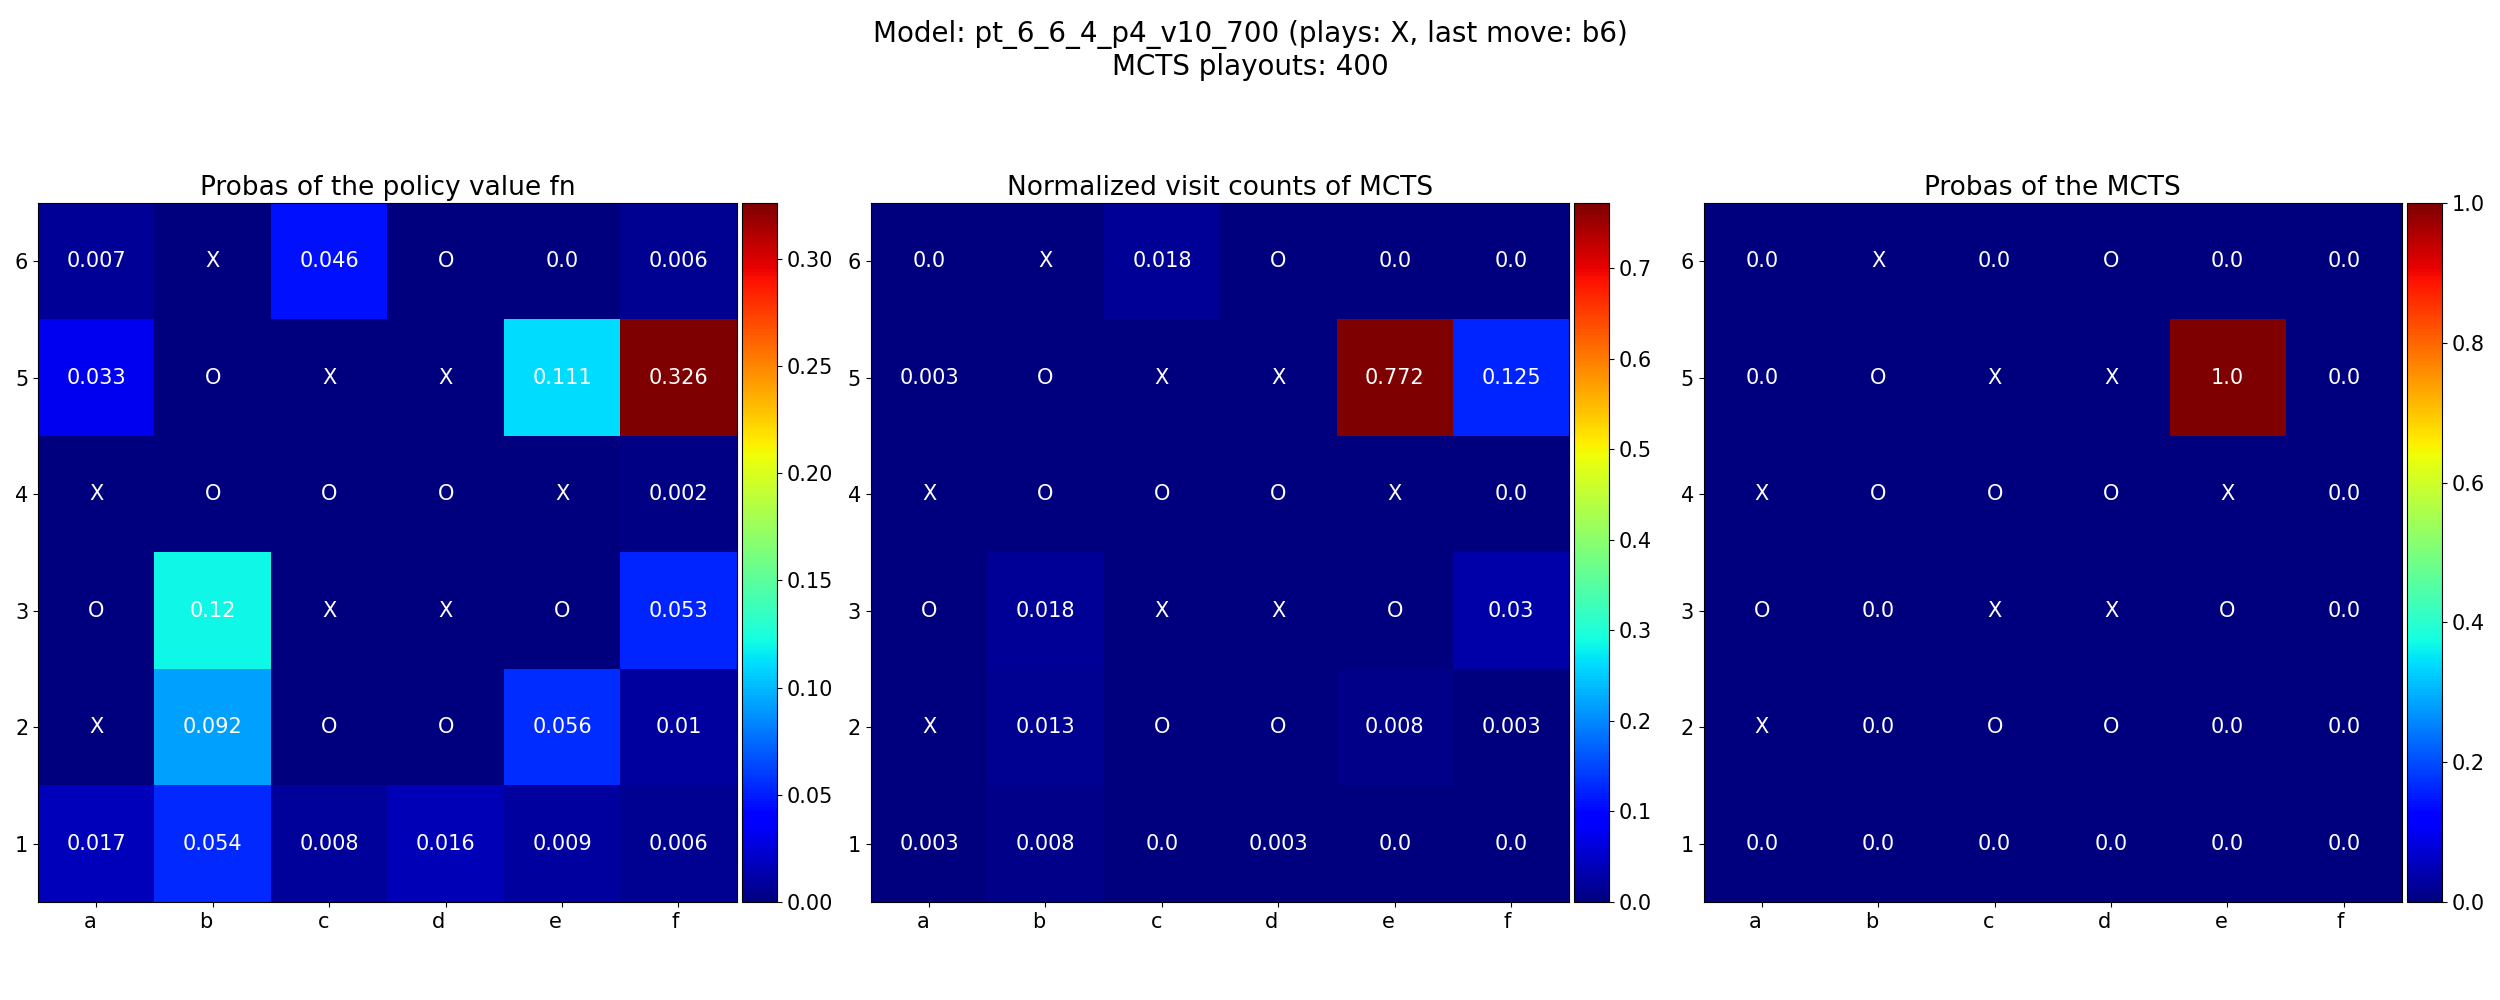 Model: pt_6_6_4_p4_v10_700 (plays: X, last move: b6)
MCTS playouts: 400
Probas of the policy value fn
6 0.007 X 0.046 O 0.0 0.006
5 0.033 O X X 0.111 0.326
4 X O O O X 0.002
3 O 0.12 X X O 0.053
2 X 0.092 O O 0.056 0.01
1 0.017 0.054 0.008 0.016 0.009 0.006
a b c d e f
0.30
0.25
0.20
0.15
0.10
0.05
0.00
Normalized visit counts of MCTS
6 0.0 X 0.018 O 0.0 0.0
5 0.003 O X X 0.772 0.125
4 X O O O X 0.0
3 O 0.018 X X O 0.03
2 X 0.013 O O 0.008 0.003
1 0.003 0.008 0.0 0.003 0.0 0.0
a b c d e f
0.7
0.6
0.5
0.4
0.3
0.2
0.1
0.0
Probas of the MCTS
6 0.0 X 0.0 O 0.0 0.0
5 0.0 O X X 1.0 0.0
4 X O O O X 0.0
3 O 0.0 X X O 0.0
2 X 0.0 O O 0.0 0.0
1 0.0 0.0 0.0 0.0 0.0 0.0
a b c d e f
1.0
0.8
0.6
0.4
0.2
0.0